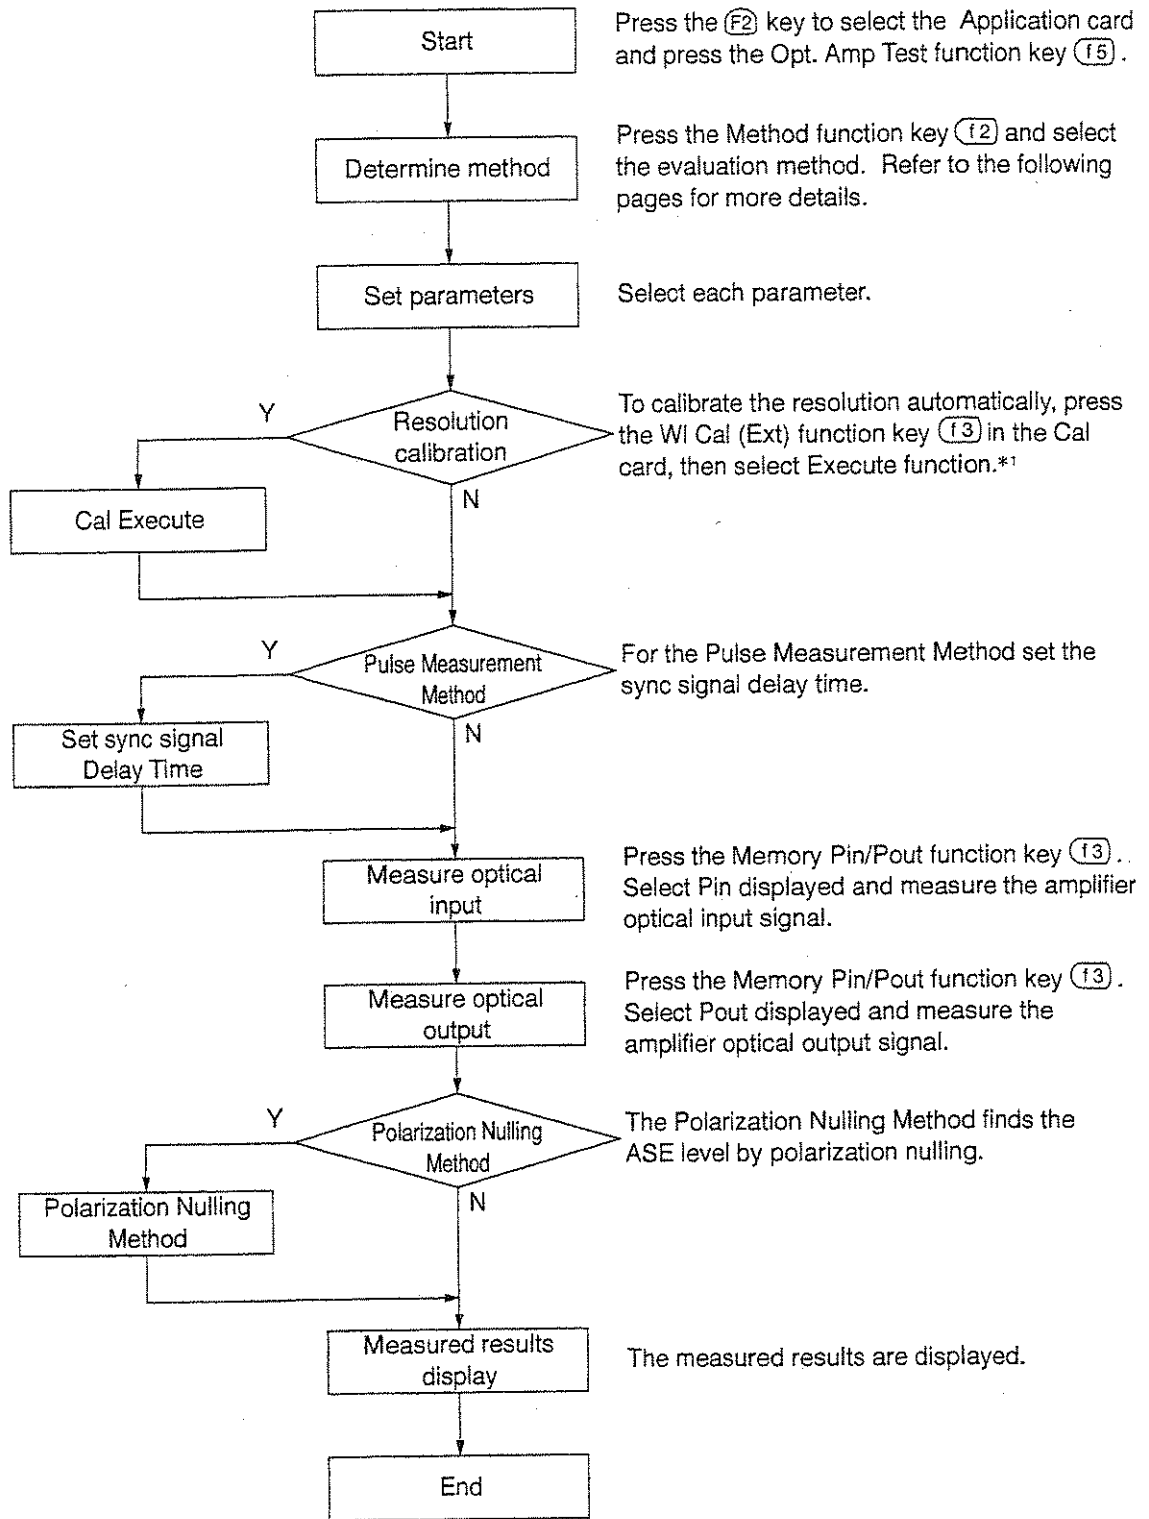 Start
Press the F2 key to select the Application card
and press the Opt. Amp Test function key f5.
Determine method
Press the Method function key f2 and select
the evaluation method. Refer to the following
pages for more details.
Set parameters
Select each parameter.
Y
Resolution
calibration
N
To calibrate the resolution automatically, press
the Wl Cal (Ext) function key f3 in the Cal
card, then select Execute function.*1
Cal Execute
Y
Pulse Measurement
Method
N
For the Pulse Measurement Method set the
sync signal delay time.
Set sync signal
Delay Time
Measure optical
input
Press the Memory Pin/Pout function key f3.
Select Pin displayed and measure the amplifier
optical input signal.
Measure optical
output
Press the Memory Pin/Pout function key f3.
Select Pout displayed and measure the
amplifier optical output signal.
Y
Polarization Nulling
Method
N
The Polarization Nulling Method finds the
ASE level by polarization nulling.
Polarization Nulling
Method
Measured results
display
The measured results are displayed.
End